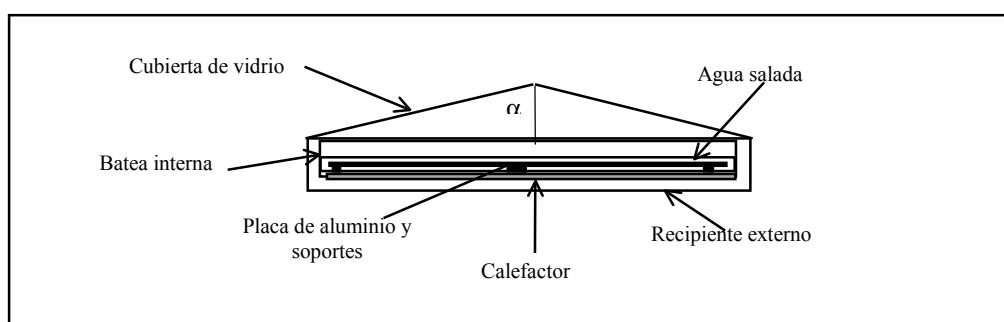 Cubierta de vidrio
Agua salada
α
Batea interna
Placa de aluminio y
soportes
Recipiente externo
Calefactor